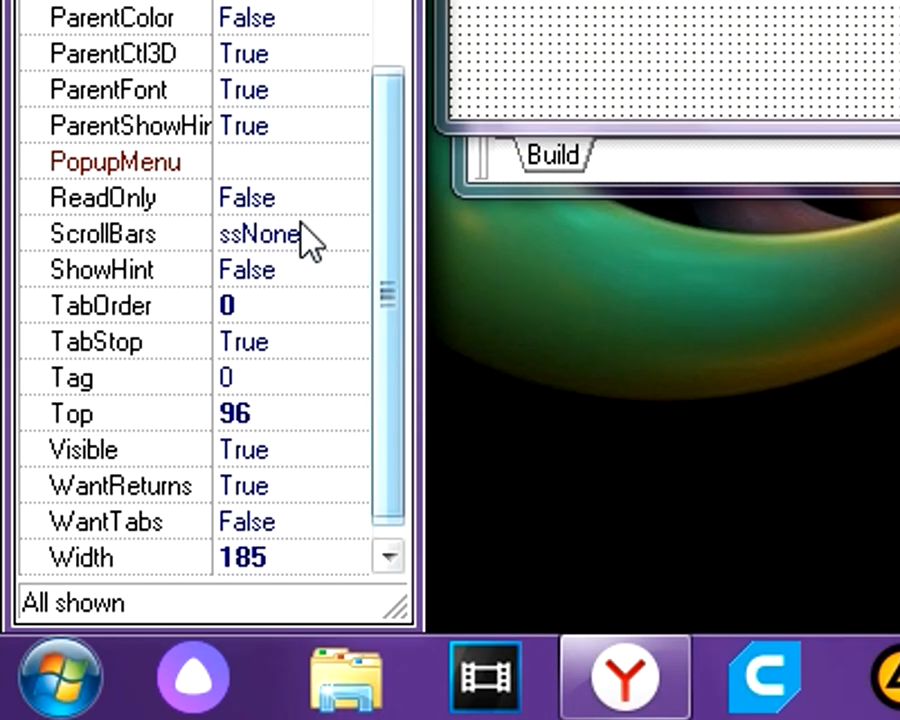 ParentColor False
ParentCtl3D True
ParentFont True
ParentShowHir True
PopupMenu
ReadOnly False
ScrollBars ssNone
ShowHint False
TabOrder 0
TabStop True
Tag 0
Top 96
Visible True
WantReturns True
WantTabs False
Width 185
All shown
Build